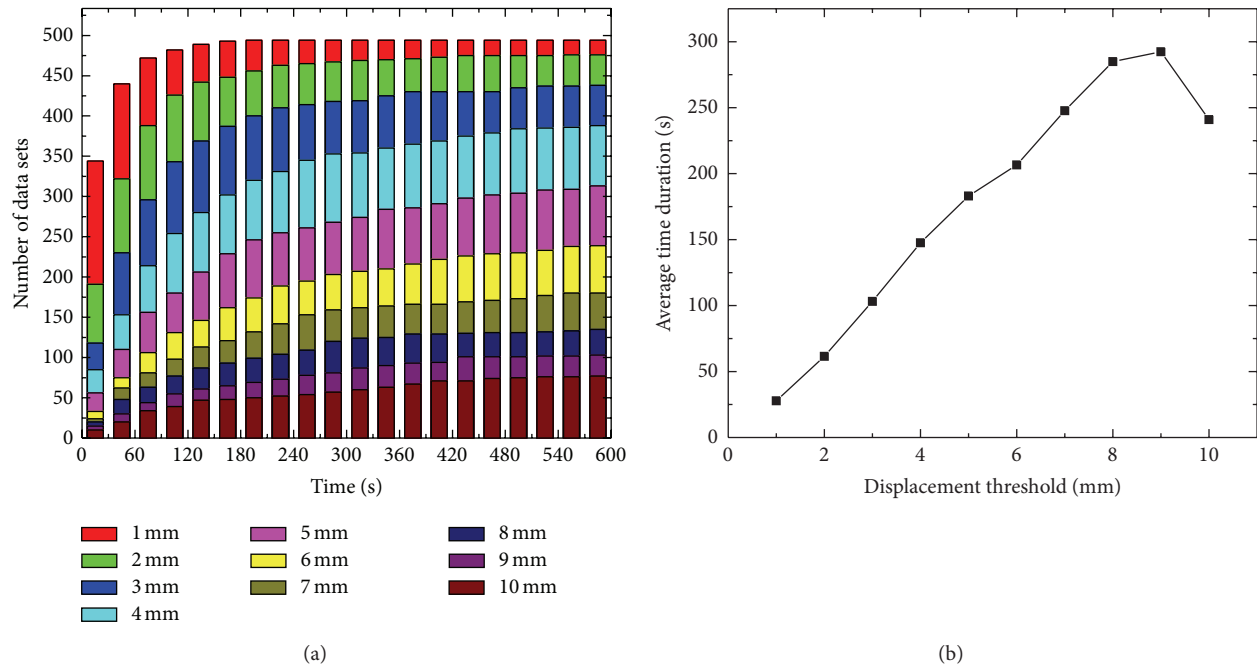 500
450
400
350
300
250
200
150
100
50
0
Number of data sets
0 60 120 180 240 300 360 420 480 540 600
Time (s)
1 mm 5 mm 8 mm
2 mm 6 mm 9 mm
3 mm 7 mm 10 mm
4 mm
(a)
300
250
200
150
100
50
0
Average time duration (s)
0 2 4 6 8 10
Displacement threshold (mm)
(b)